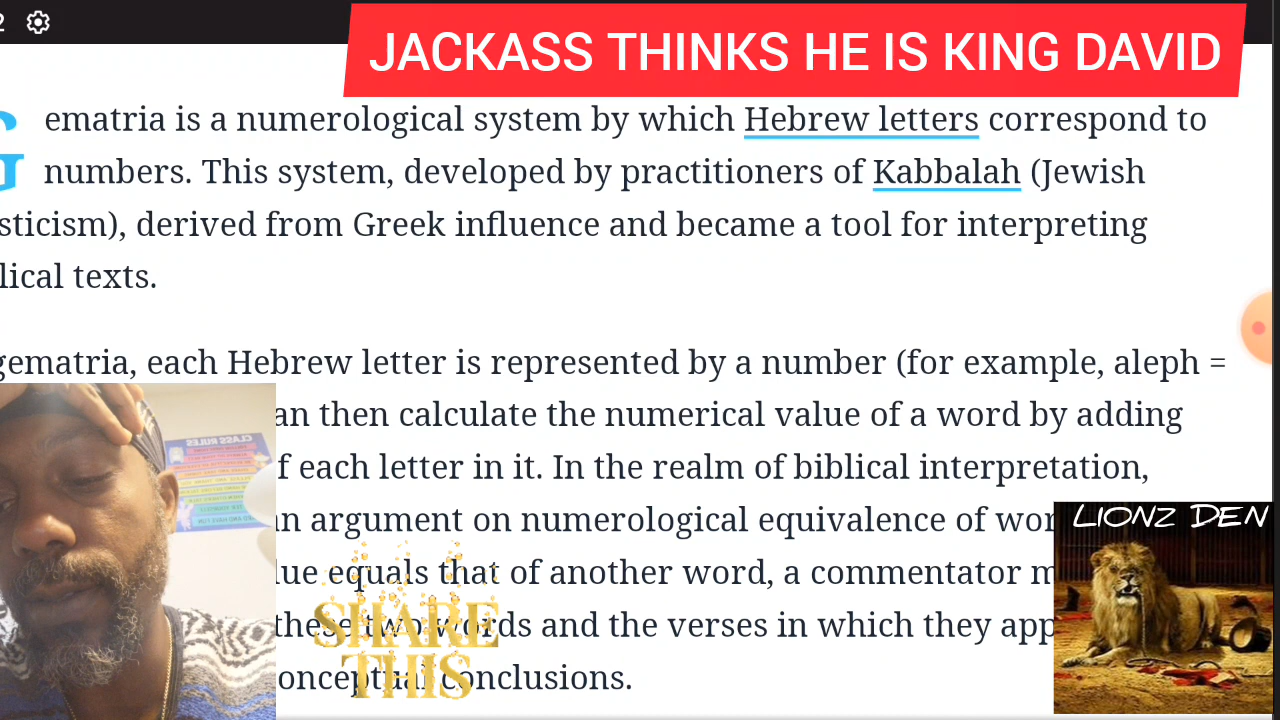 2
JACKASS THINKS HE IS KING DAVID
Gematria is a numerological system by which Hebrew letters correspond to
numbers. This system, developed by practitioners of Kabbalah (Jewish
sticism), derived from Greek influence and became a tool for interpreting
lical texts.
gematria, each Hebrew letter is represented by a number (for example, aleph =
an then calculate the numerical value of a word by adding
f each letter in it. In the realm of biblical interpretation,
n argument on numerological equivalence of wor
lue equals that of another word, a commentator m
these two words and the verses in which they app
onceptual conclusions.
CLASS RULES
SHARE
THIS
LIONZ DEN